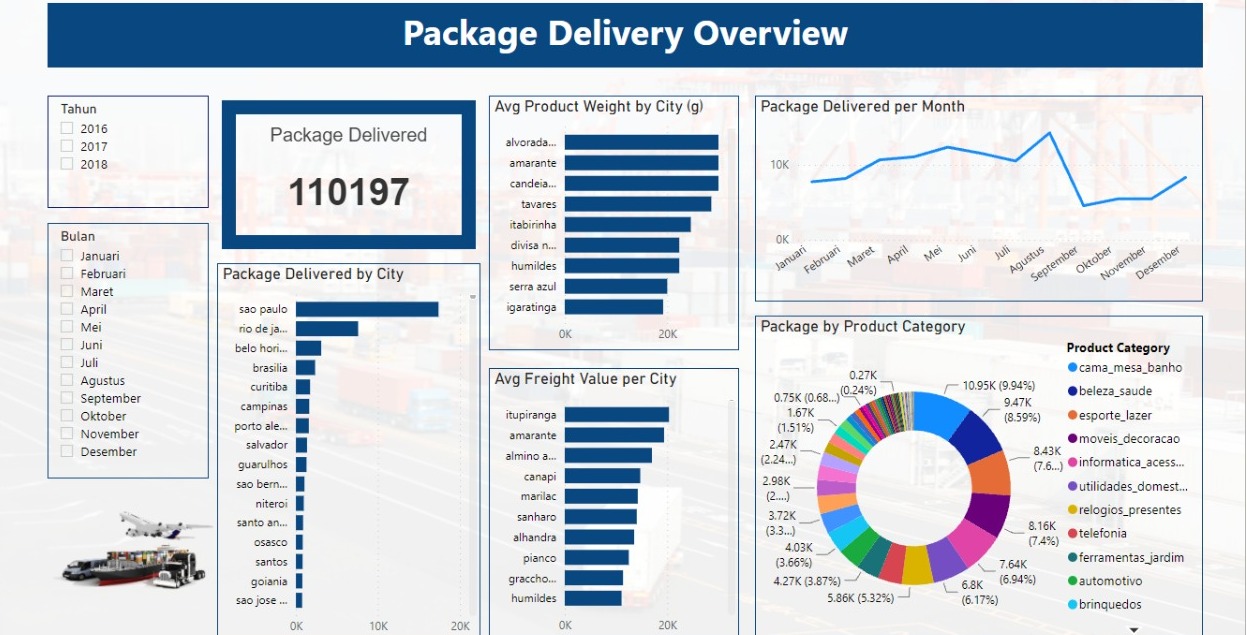 Package Delivery Overview
Tahun
2016
2017
2018
Bulan
Januari
Februari
Maret
April
Mei
Juni
Juli
Agustus
September
Oktober
November
Desember
Package Delivered
110197
Package Delivered by City
sao paulo
rio de ja...
belo hori...
brasilia
curitiba
campinas
porto ale...
salvador
guarulhos
sao bern...
niteroi
santo an...
osasco
santos
goiania
sao jose ...
0K 10K 20K
Avg Product Weight by City (g)
alvorada...
amarante
candeia...
tavares
itabirinha
divisa n...
humildes
serra azul
igaratinga
0K 20K
Avg Freight Value per City
itupiranga
amarante
almino a...
canapi
marilac
sanharo
alhandra
pianco
graccho...
humildes
0K 10K 20K
Package Delivered per Month
10K
0K
Januari Februari Maret April Mei Juni Juli Agustus September Oktober November Desember
Package by Product Category
10.95K (9.94%)
9.47K
(8.59%)
8.43K
(7.6...)
8.16K
(7.4%)
7.64K
(6.94%)
6.8K
(6.17%)
5.86K (5.32%)
4.27K (3.87%)
4.03K
(3.66%)
3.72K
(3.3...)
2.98K
(2....)
2.47K
(2.24...)
1.67K
(1.51%)
0.75K (0.68...)
0.27K
(0.24%)
Product Category
cama_mesa_banho
beleza_saude
esporte_lazer
moveis_decoracao
informatica_acess...
utilidades_domest...
relogios_presentes
telefonia
ferramentas_jardim
automotivo
brinquedos